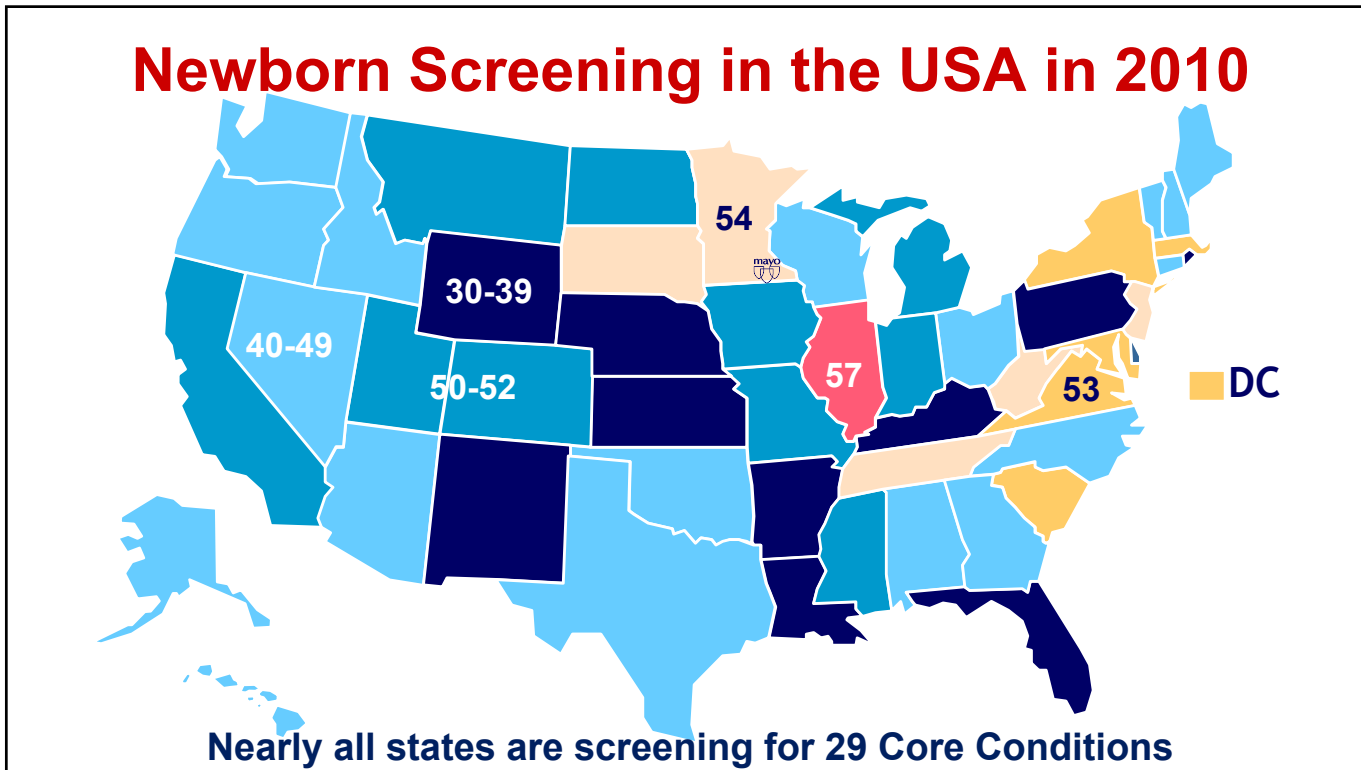 Newborn Screening in the USA in 2010
54
mayo
30-39
40-49
50-52
57
53
DC
Nearly all states are screening for 29 Core Conditions